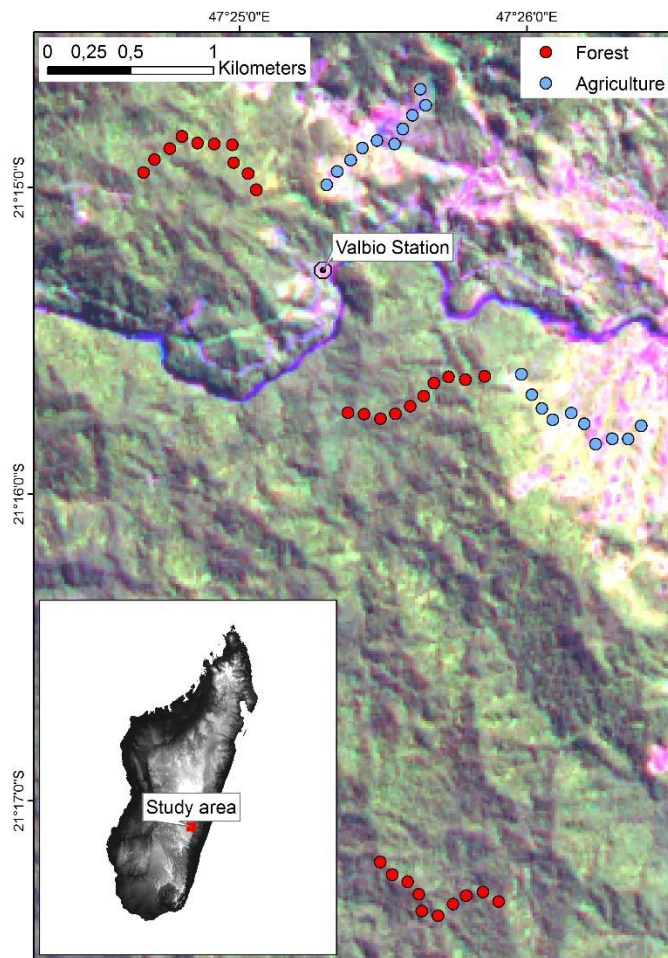 47°25'0"E 47°26'0"E
0 0,25 0,5 1
Kilometers
Forest
Agriculture
21°15'0"S
Valbio Station
21°16'0"S
21°17'0"S
Study area